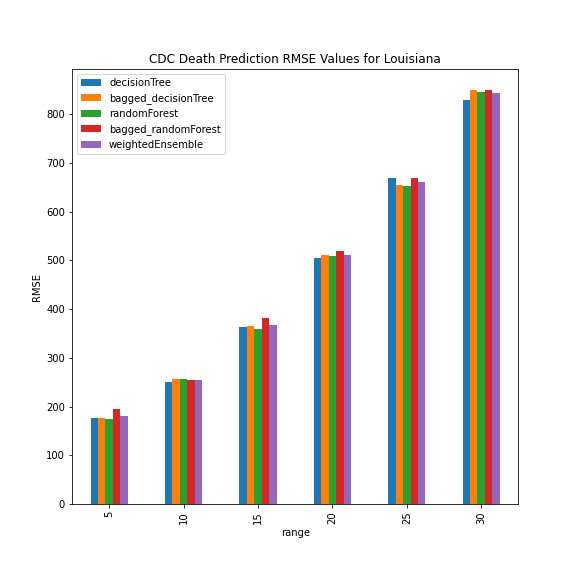 CDC Death Prediction RMSE Values for Louisiana
decisionTree
bagged_decisionTree
randomForest
bagged_randomForest
weightedEnsemble
800
700
600
500
400
300
200
100
0
RMSE
5 10 15 20 25 30
range